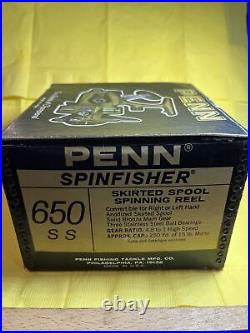 PENN®
SPINFISHER®
650
SS
SKIRTED SPOOL
SPINNING REEL
Convertible for Right or Left Hand
Anodized Skirted Spool
Solid Bronze Main Gear
Three Stainless Steel Ball Bearings
GEAR RATIO: 4.8 to 1 High Speed
APPROX. CAP.: 250 Yd. of 15 lb. Mono
PENN FISHING TACKLE MFG. CO.
PHILADELPHIA, PA. 19132
MADE IN U.S.A.
PENN